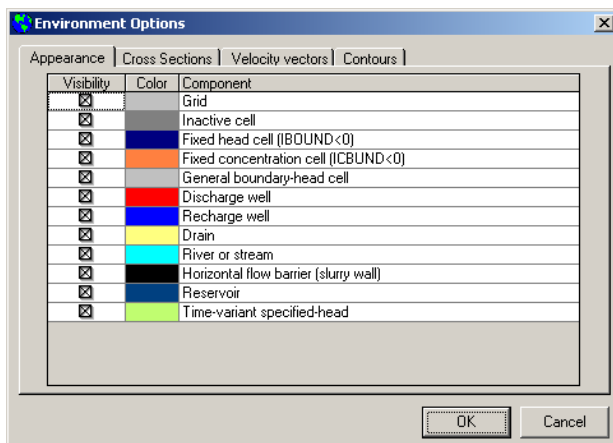 Environment Options
Appearance Cross Sections Velocity vectors Contours
Visibility Color Component
Grid
Inactive cell
Fixed head cell (IBOUND<0)
Fixed concentration cell (ICBUND<0)
General boundary-head cell
Discharge well
Recharge well
Drain
River or stream
Horizontal flow barrier (slurry wall)
Reservoir
Time-variant specified-head
OK Cancel